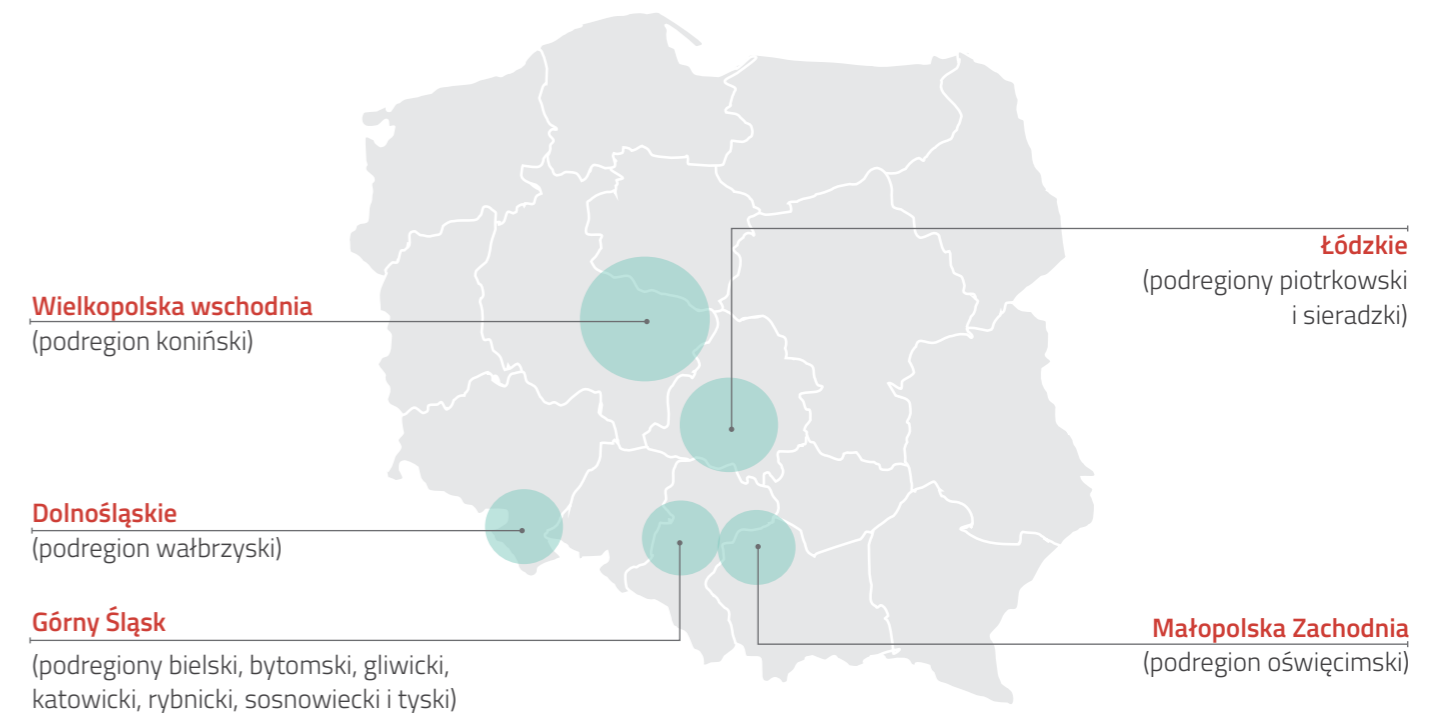 Łódzkie
(podregiony piotrkowski
i sieradzki)
Wielkopolska wschodnia
(podregion koniński)
Dolnośląskie
(podregion wałbrzyski)
Górny Śląsk
(podregiony bielski, bytomski, gliwicki,
katowicki, rybnicki, sosnowiecki i tyski)
Małopolska Zachodnia
(podregion oświęcimski)